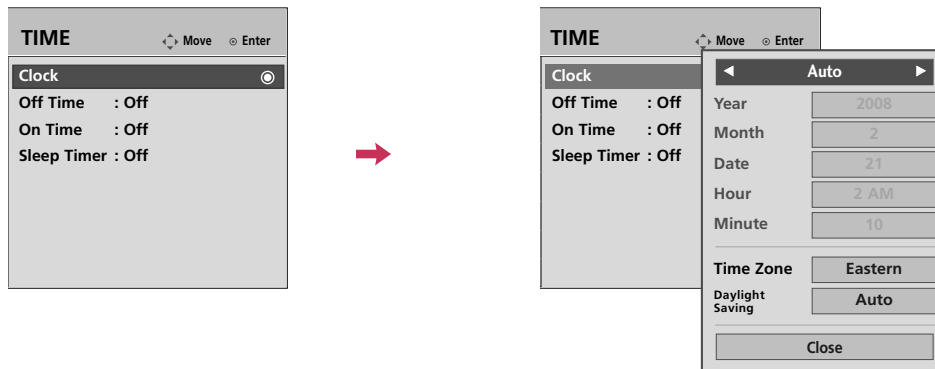 TIME Move Enter
Clock
Off Time : Off
On Time : Off
Sleep Timer : Off
TIME Move Enter
Clock
Off Time : Off
On Time : Off
Sleep Timer : Off
Auto
Year 2008
Month 2
Date 21
Hour 2 AM
Minute 10
Time Zone Eastern
Daylight
Saving Auto
Close